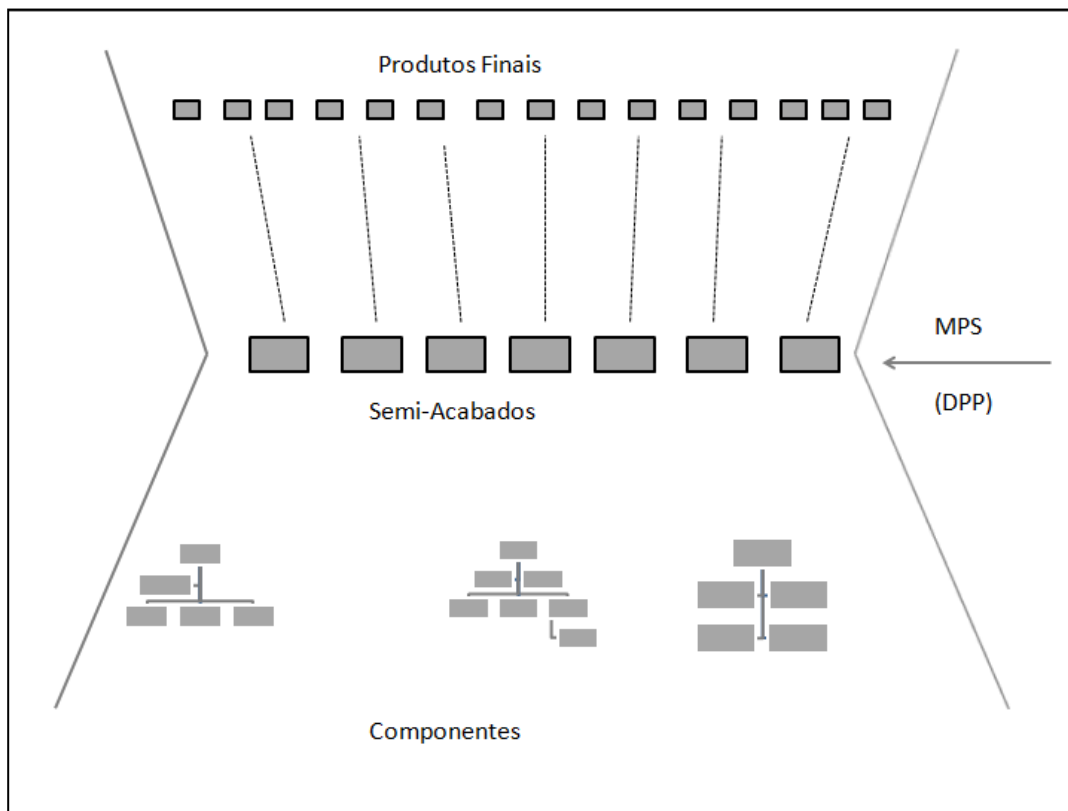 Produtos Finais
MPS
(DPP)
Semi-Acabados
Componentes